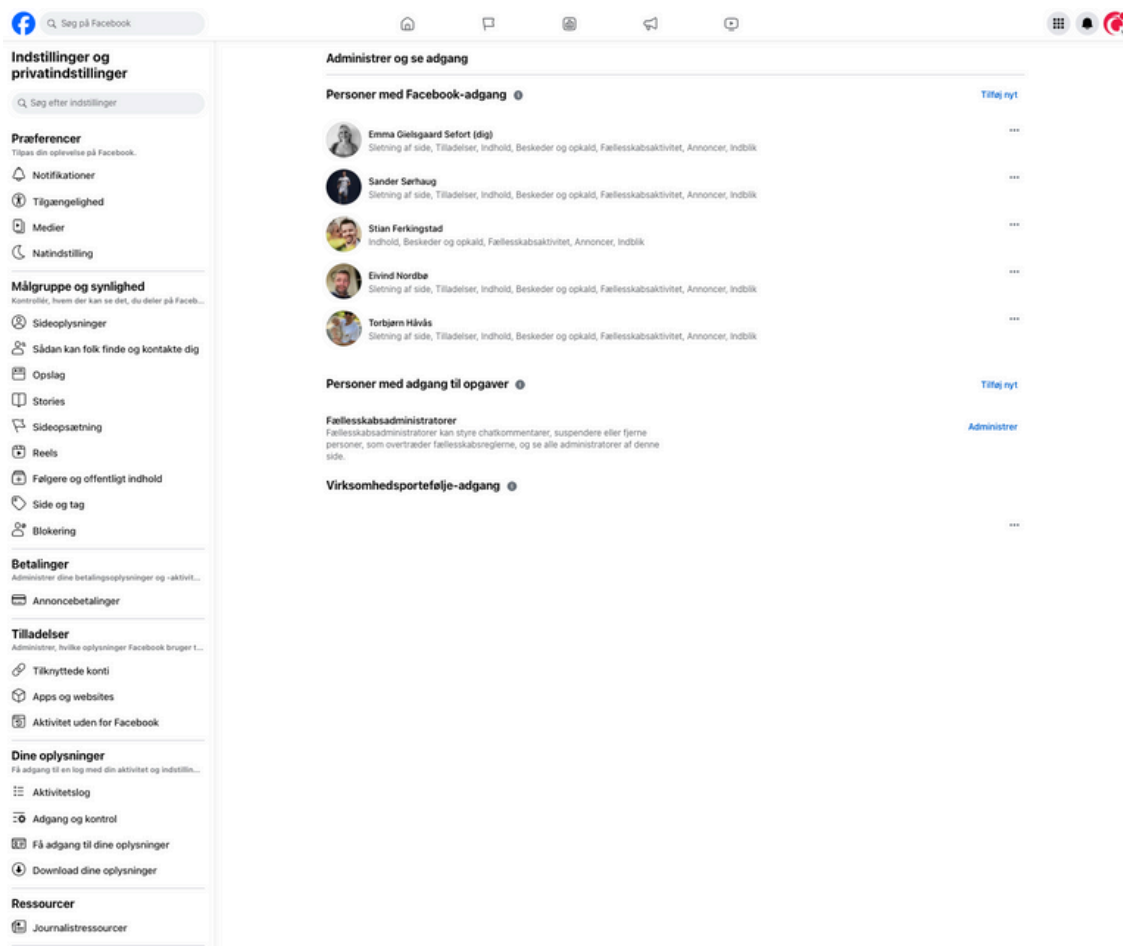 Søg på Facebook
Indstillinger og
privatindstillinger
Søg efter indstillinger
Præferencer
Tilpas din oplevelse på Facebook.
Notifikationer
Tilgængelighed
Medier
Natindstilling
Målgruppe og synlighed
Kontrollér, hvem der kan se det, du deler på Faceb...
Sideoplysninger
Sådan kan folk finde og kontakte dig
Opslag
Stories
Sideopsætning
Reels
Følgere og offentligt indhold
Side og tag
Blokering
Betalinger
Administrer dine betalingsoplysninger og -aktivit...
Annoncebetalinger
Tilladelser
Administrer, hvilke oplysninger Facebook bruger t...
Tilknyttede konti
Apps og websites
Aktivitet uden for Facebook
Dine oplysninger
Få adgang til en log med din aktivitet og indstillin...
Aktivitetslog
Adgang og kontrol
Få adgang til dine oplysninger
Download dine oplysninger
Ressourcer
Journalistressourcer
Administrer og se adgang
Personer med Facebook-adgang
Tilføj nyt
Emma Gielsgaard Sefort (dig)
Sletning af side, Tilladelser, Indhold, Beskeder og opkald, Fællesskabsaktivitet, Annoncer, Indblik
Sander Sørhaug
Sletning af side, Tilladelser, Indhold, Beskeder og opkald, Fællesskabsaktivitet, Annoncer, Indblik
Stian Ferkingstad
Indhold, Beskeder og opkald, Fællesskabsaktivitet, Annoncer, Indblik
Eivind Nordbø
Sletning af side, Tilladelser, Indhold, Beskeder og opkald, Fællesskabsaktivitet, Annoncer, Indblik
Torbjørn Håvås
Sletning af side, Tilladelser, Indhold, Beskeder og opkald, Fællesskabsaktivitet, Annoncer, Indblik
Personer med adgang til opgaver
Tilføj nyt
Fællesskabsadministratorer
Administrer
Fællesskabsadministratorer kan styre chatkommentarer, suspendere eller fjerne
personer, som overtræder fællesskabsreglerne, og se alle administratorer af denne
side.
Virksomhedsportefølje-adgang